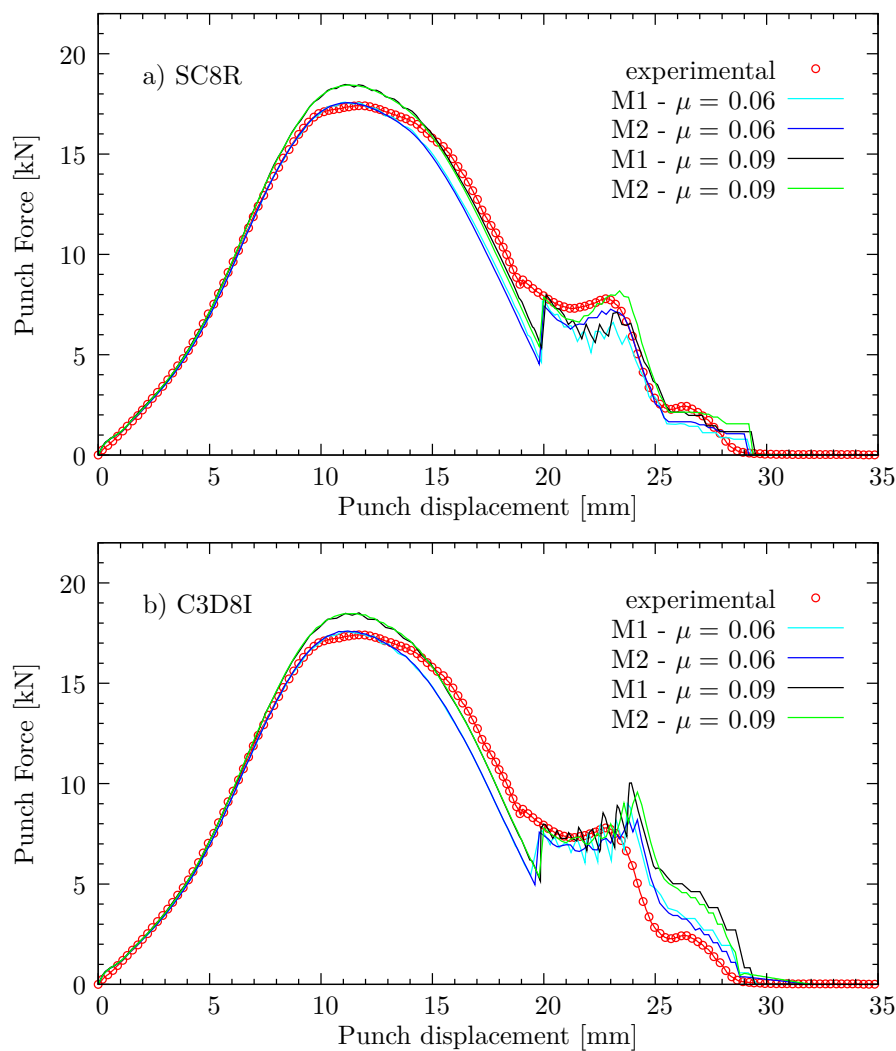 a) SC8R
experimental
M1 - μ = 0.06
M2 - μ = 0.06
M1 - μ = 0.09
M2 - μ = 0.09
Punch Force [kN]
20
15
10
5
0
0 5 10 15 20 25 30 35
Punch displacement [mm]
b) C3D8I
experimental
M1 - μ = 0.06
M2 - μ = 0.06
M1 - μ = 0.09
M2 - μ = 0.09
Punch Force [kN]
20
15
10
5
0
0 5 10 15 20 25 30 35
Punch displacement [mm]